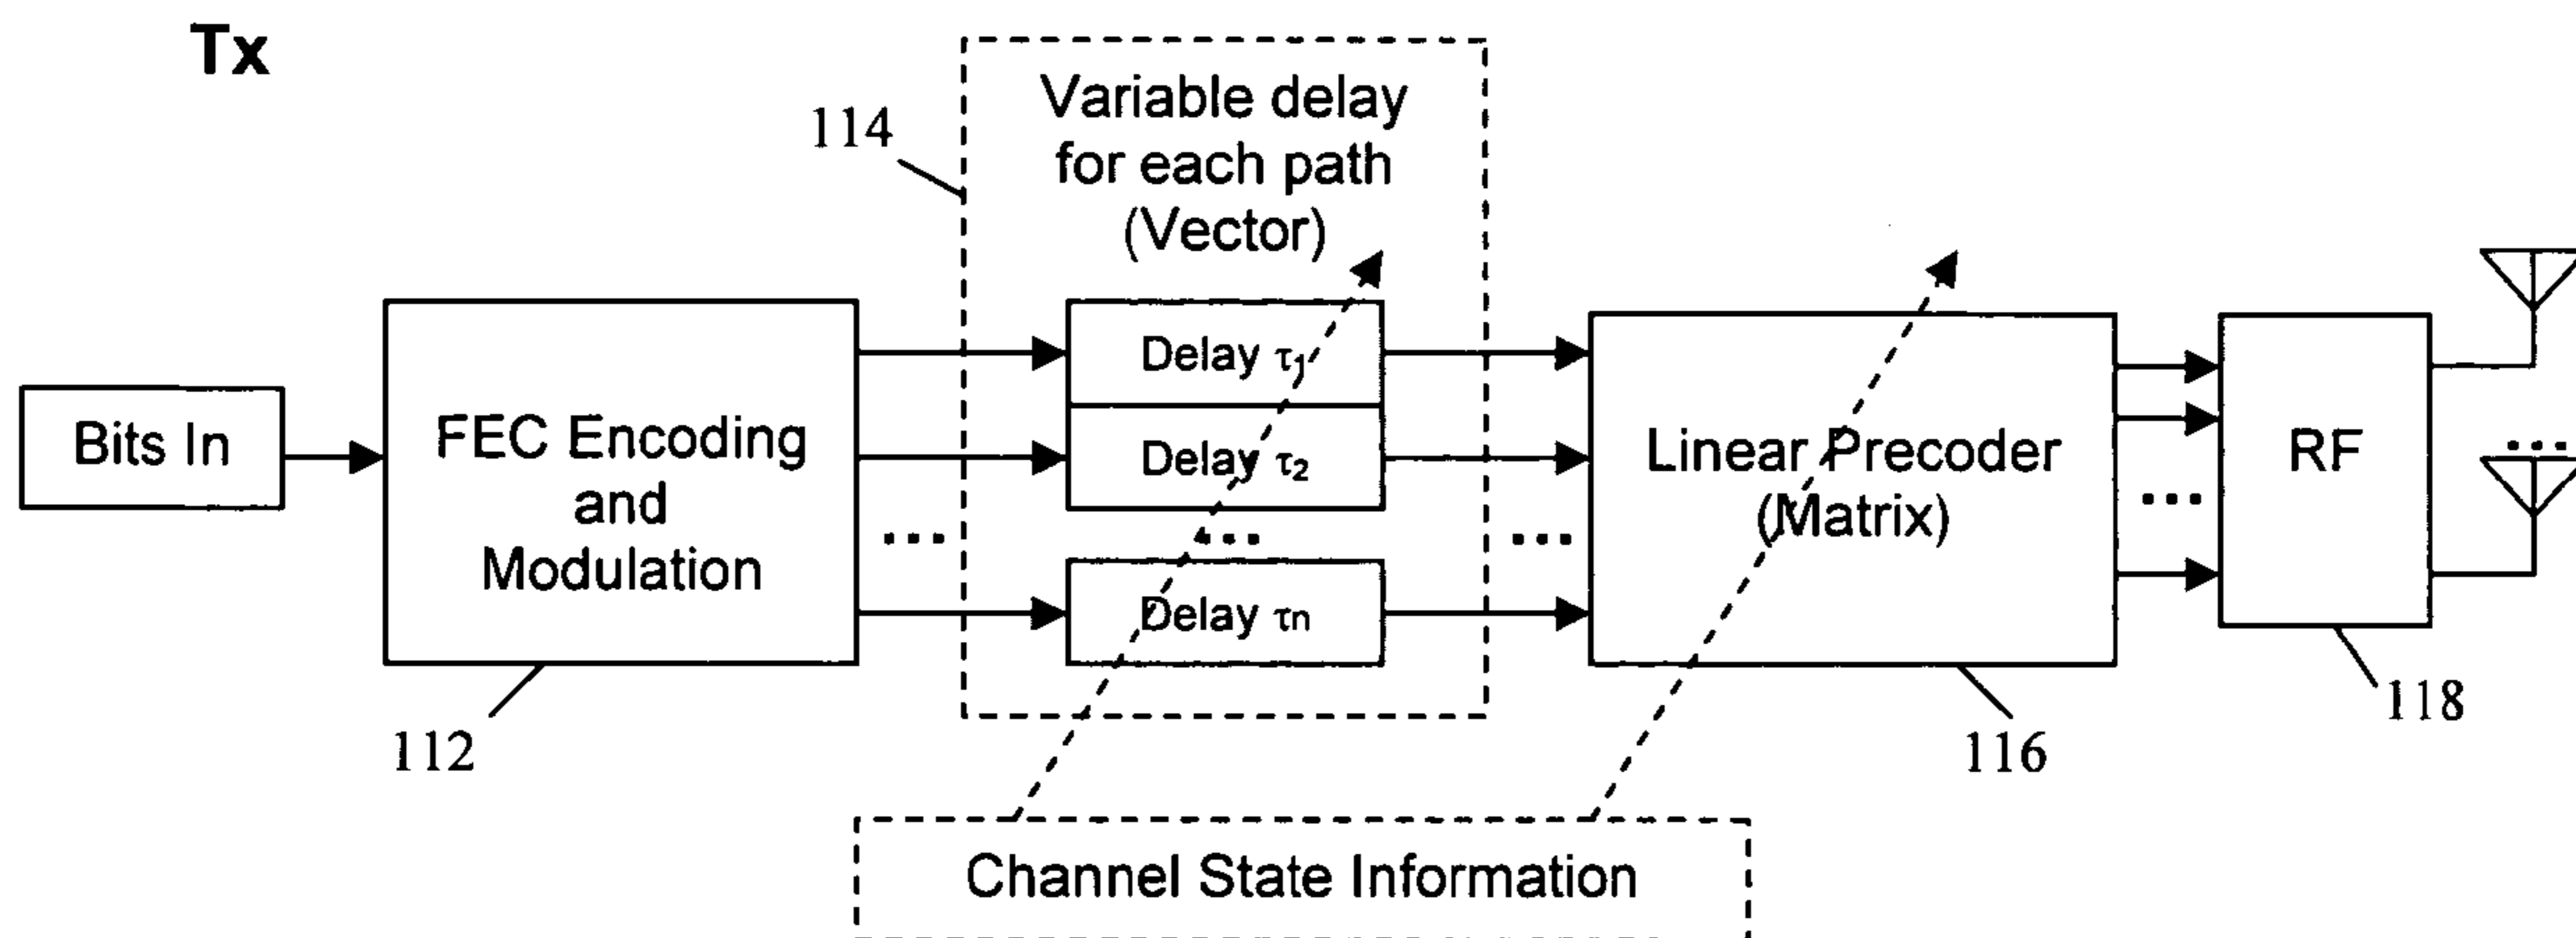 Tx
114
Variable delay
for each path
(Vector)
Bits In
FEC Encoding
and
Modulation
...
Delay τ1
Delay τ2
...
Delay τn
...
Linear Precoder
(Matrix)
...
RF
...
112
116
118
Channel State Information